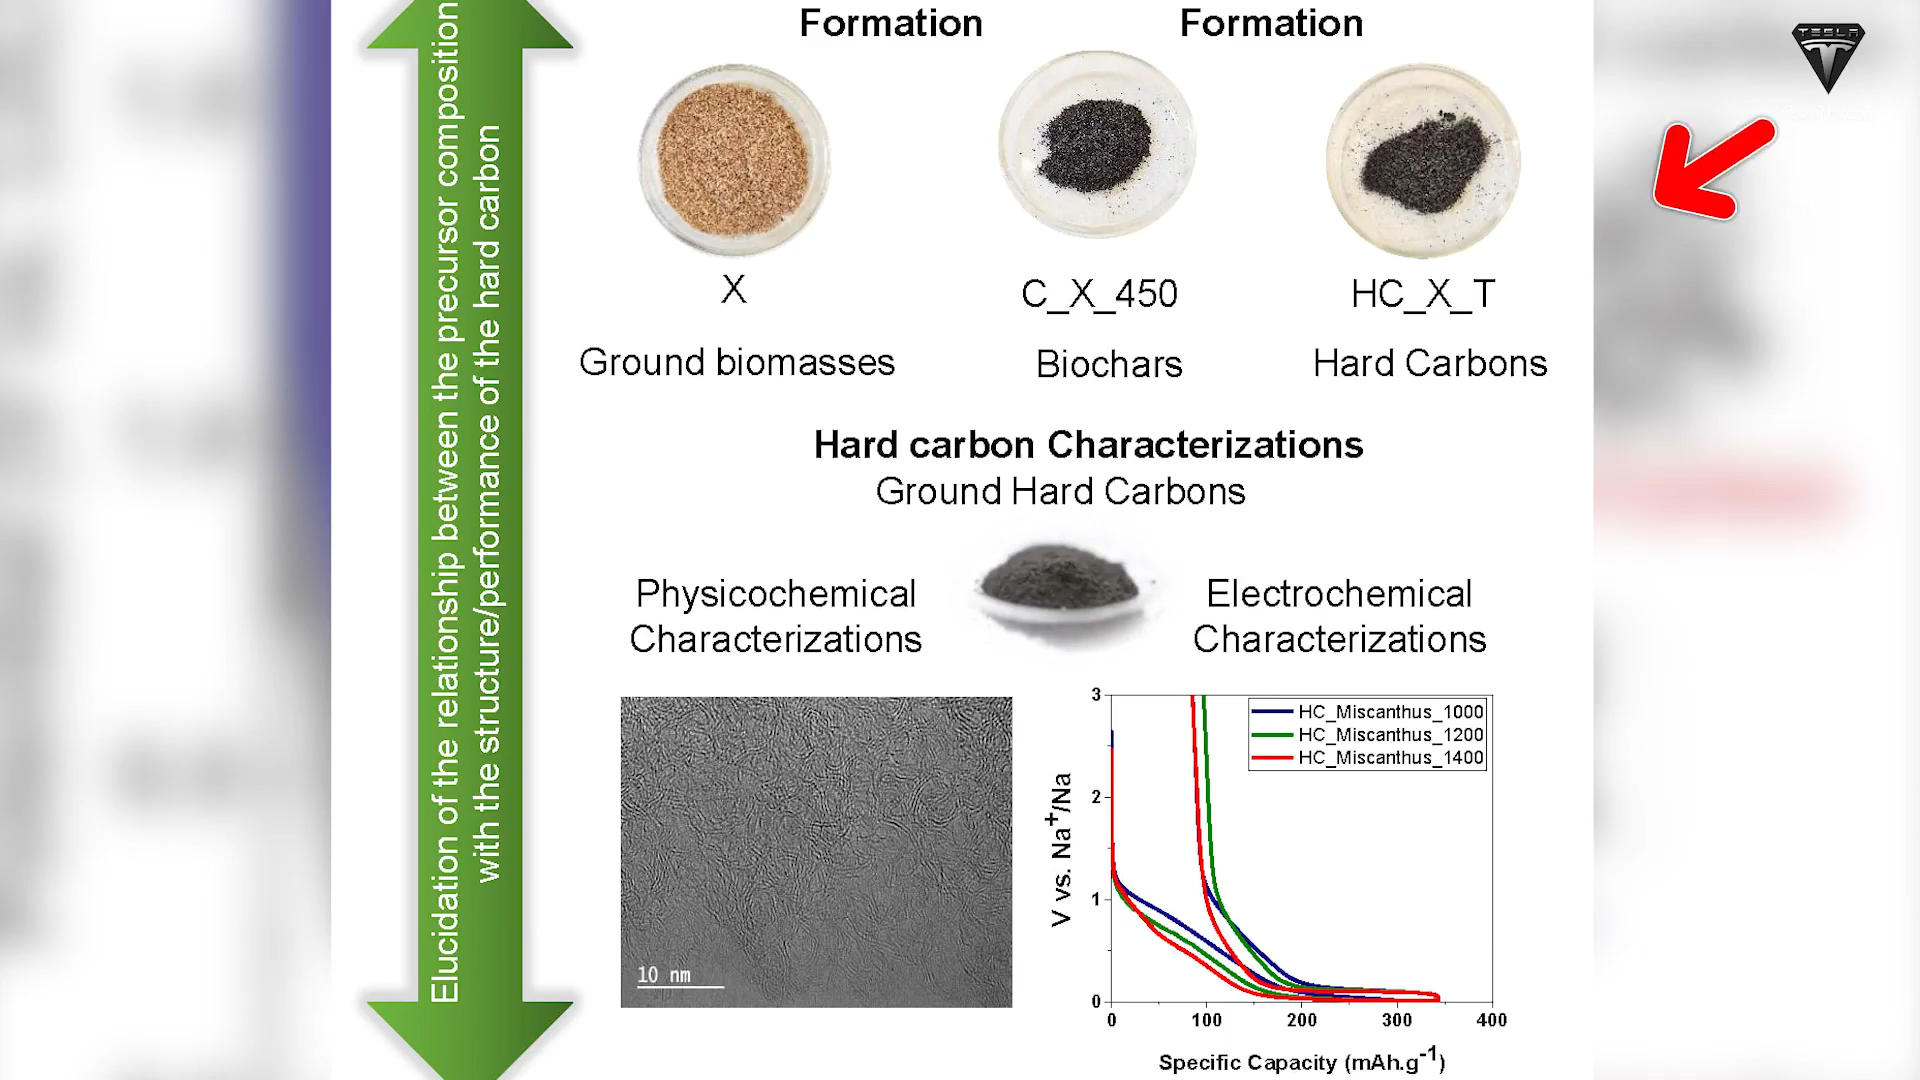 Formation
Formation
TESLA
X
C_X_450
HC_X_T
Ground biomasses
Biochars
Hard Carbons
Elucidation of the relationship between the precursor composition
with the structure/performance of the hard carbon
Hard carbon Characterizations
Ground Hard Carbons
Physicochemical
Characterizations
Electrochemical
Characterizations
10 nm
3
2
1
0
V vs. Na⁺/Na
HC_Miscanthus_1000
HC_Miscanthus_1200
HC_Miscanthus_1400
0 100 200 300 400
Specific Capacity (mAh.g⁻¹)